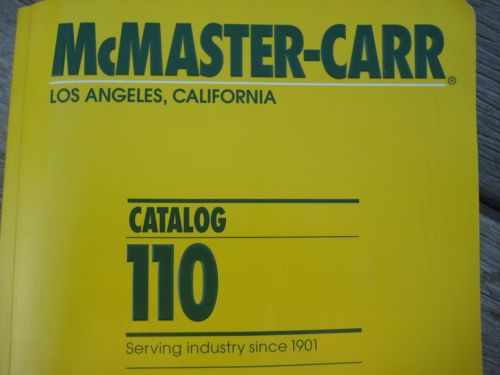 McMASTER-CARR®
LOS ANGELES, CALIFORNIA
CATALOG
110
Serving industry since 1901